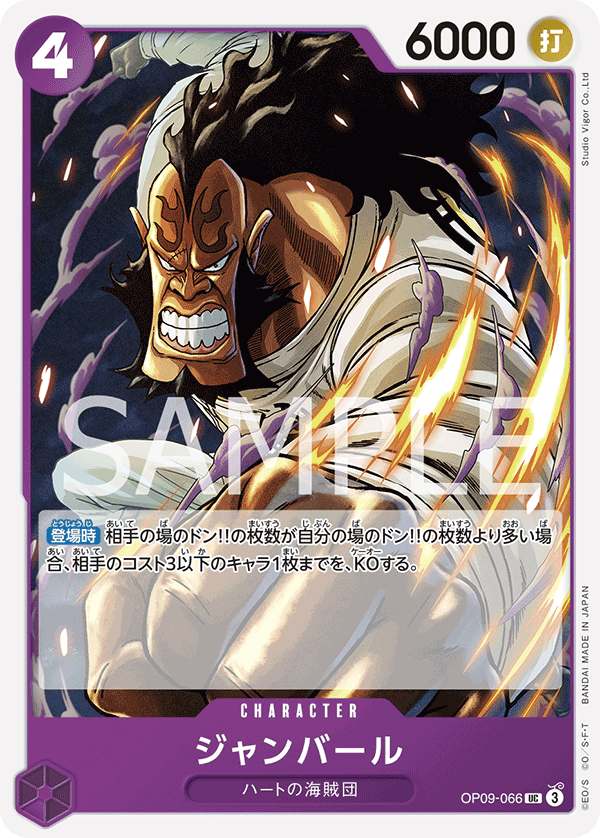 4
6000
打
Studio Vigor Co.,Ltd
SAMPLE
登場時 相手の場のドン!!の枚数が自分の場のドン!!の枚数より多い場
合、相手のコスト3以下のキャラ1枚までを、KOする。
CHARACTER
ジャンバール
ハートの海賊団
OP09-066 UC 3
©E.O/S ©O/S・F・T BANDAI MADE IN JAPAN